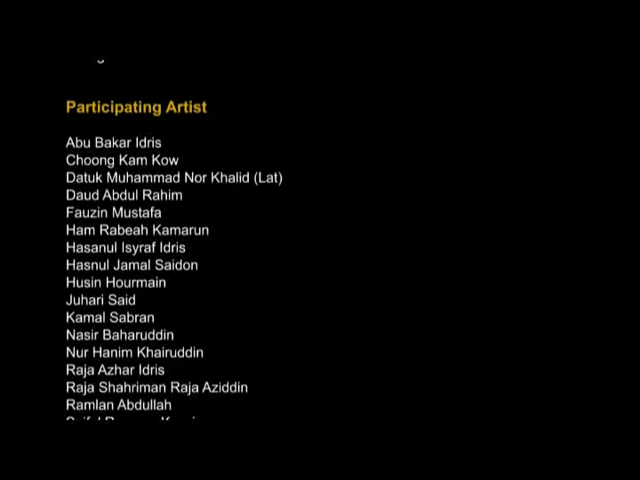 Participating Artist
Abu Bakar Idris
Choong Kam Kow
Datuk Muhammad Nor Khalid (Lat)
Daud Abdul Rahim
Fauzin Mustafa
Ham Rabeah Kamarun
Hasanul Isyraf Idris
Hasnul Jamal Saidon
Husin Hourmain
Juhari Said
Kamal Sabran
Nasir Baharuddin
Nur Hanim Khairuddin
Raja Azhar Idris
Raja Shahriman Raja Aziddin
Ramlan Abdullah